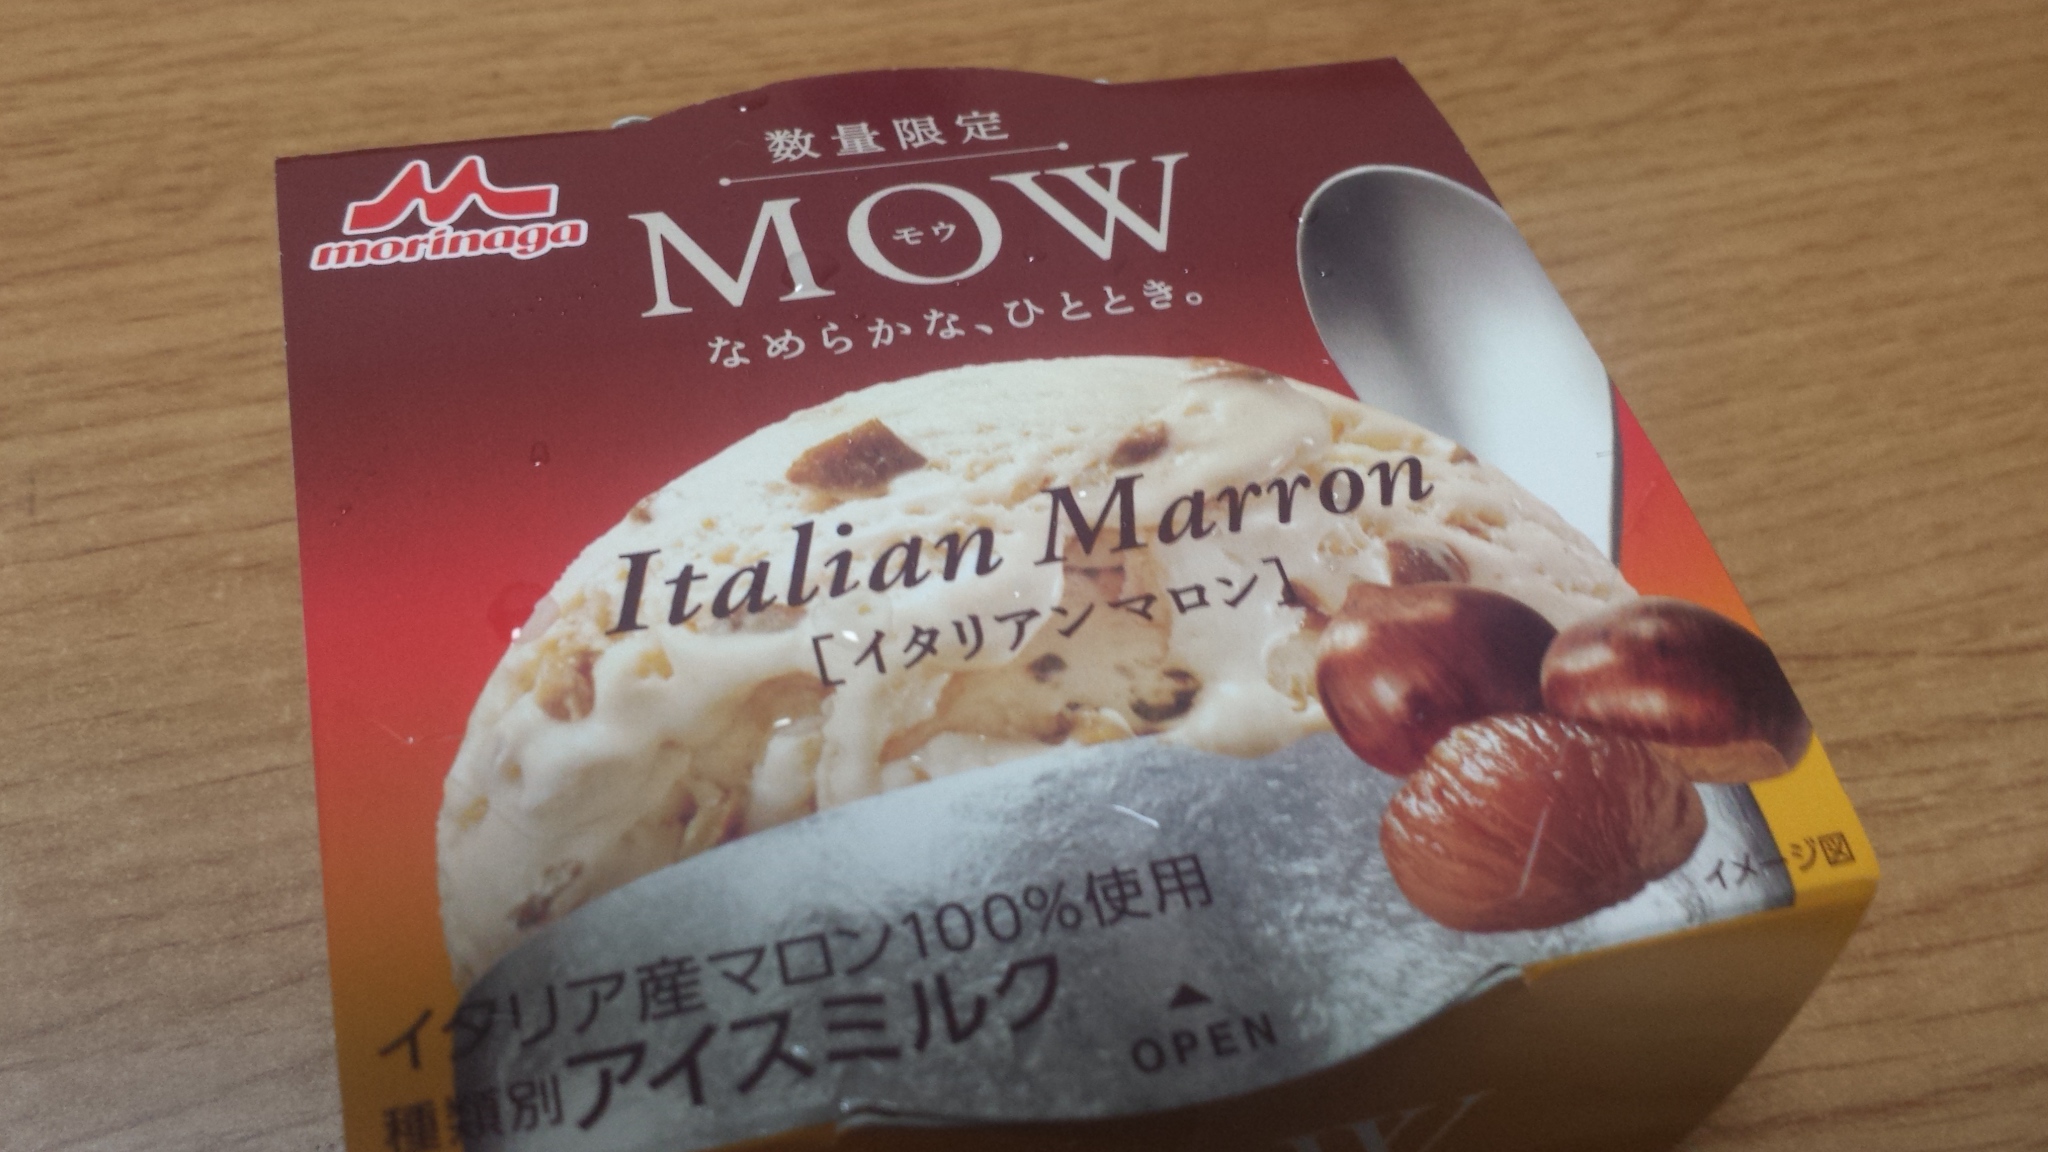 数量限定
morinaga
MOW
モウ
なめらかな、ひととき。
Italian Marron
[イタリアンマロン]
イメージ図
イタリア産マロン100%使用
種類別アイスミルク
▲
OPEN